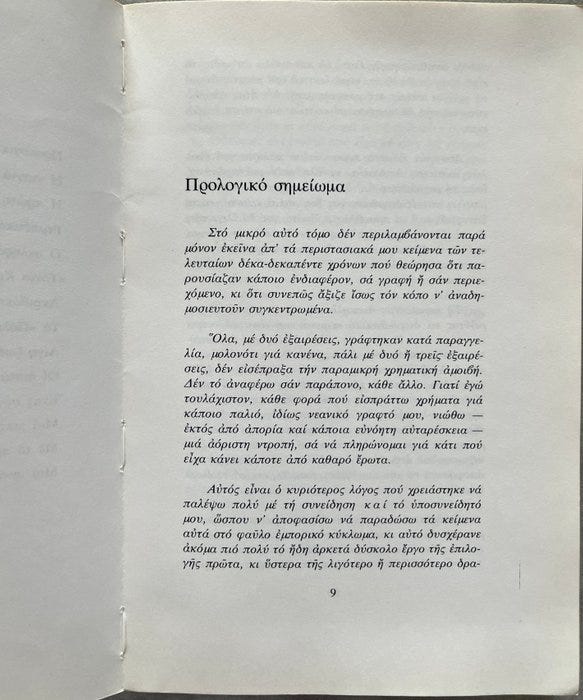 Προλογικό σημείωμα
Στό μικρό αὐτό τόμο δέν περιλαμβάνονται παρά
μόνον ἐκεῖνα ἀπ' τά περιστασιακά μου κείμενα τῶν τε-
λευταίων δέκα-δεκαπέντε χρόνων πού θεώρησα ὅτι πα-
ρουσίαζαν κάποιο ἐνδιαφέρον, σά γραφή ἤ σάν περιε-
χόμενο, κι ὅτι συνεπῶς ἄξιζε ἴσως τόν κόπο ν' ἀναδη-
μοσιευτοῦν συγκεντρωμένα.
Ὅλα, μέ δυό ἐξαιρέσεις, γράφτηκαν κατά παραγγε-
λία, μολονότι γιά κανένα, πάλι μέ δυό ἤ τρεῖς ἐξαιρέ-
σεις, δέν εἰσέπραξα τήν παραμικρή χρηματική ἀμοιβή.
Δέν τό ἀναφέρω σάν παράπονο, κάθε ἄλλο. Γιατί ἐγώ
τουλάχιστον, κάθε φορά πού εἰσπράττω χρήματα γιά
κάποιο παλιό, ἰδίως νεανικό γραφτό μου, νιώθω —
ἐκτός ἀπό ἀπορία καί κάποια εὐνόητη αὐταρέσκεια —
μιά ἀόριστη ντροπή, σά νά πληρώνομαι γιά κάτι πού
εἶχα κάνει κάποτε ἀπό καθαρό ἔρωτα.
Αὐτός εἶναι ὁ κυριότερος λόγος πού χρειάστηκε νά
παλέψω πολύ μέ τή συνείδηση καί τό ὑποσυνείδητό
μου, ὥσπου ν' ἀποφασίσω νά παραδώσω τά κείμενα
αὐτά στό φαῦλο ἐμπορικό κύκλωμα, κι αὐτό δυσχέρανε
ἀκόμα πιό πολύ τό ἤδη ἀρκετά δύσκολο ἔργο τῆς ἐπιλο-
γῆς πρῶτα, κι ὕστερα τῆς λιγότερο ἤ περισσότερο δρα-
9